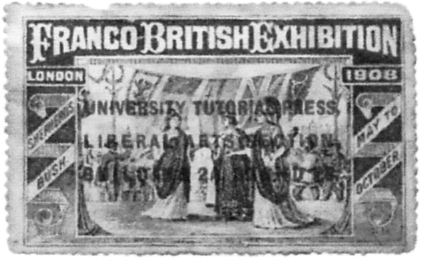 FRANCO BRITISH EXHIBITION
LONDON
1908
UNIVERSITY TUTORIAL PRESS,
LIBERAL ARTS SECTION,
SHEPHERDS
BUSH.
MAY TO
OCTOBER